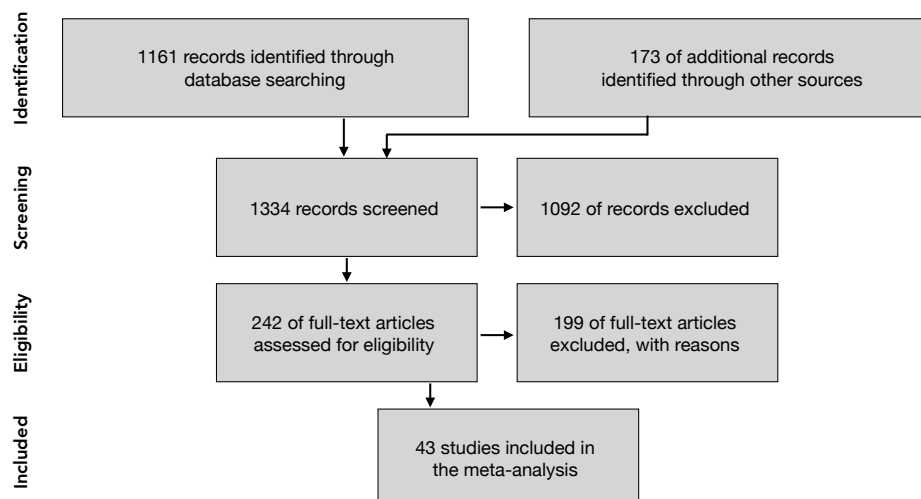 Identification
1161 records identified through
database searching
173 of additional records
identified through other sources
Screening
1334 records screened
1092 of records excluded
Eligibility
242 of full-text articles
assessed for eligibility
199 of full-text articles
excluded, with reasons
Included
43 studies included in
the meta-analysis